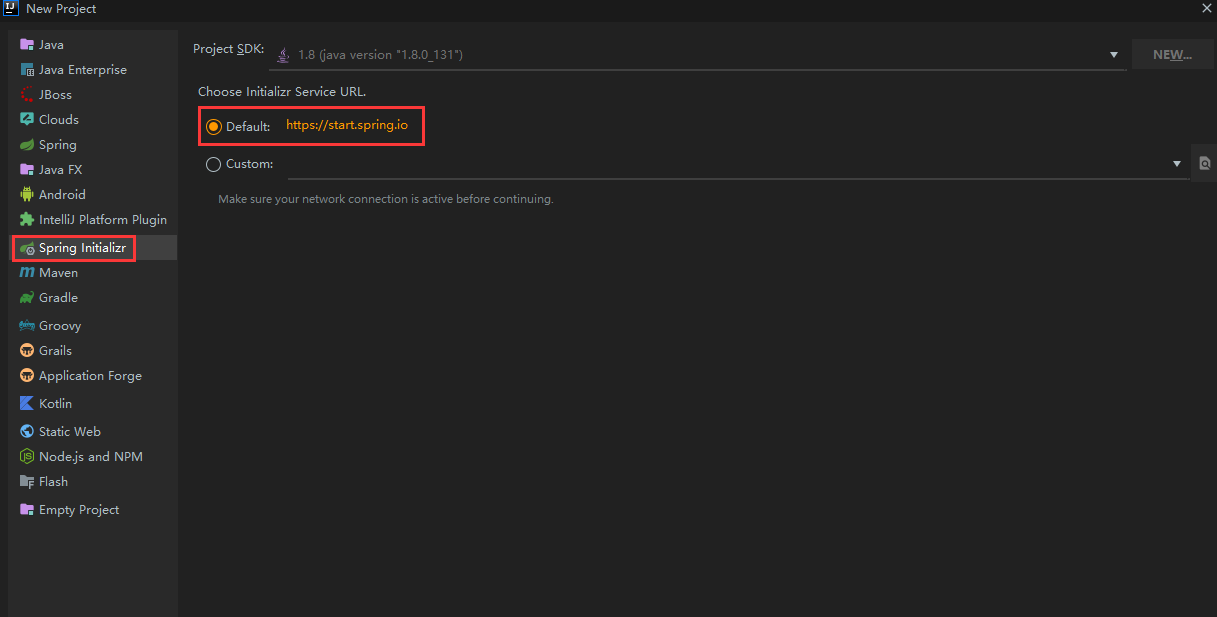 New Project
Java
Java Enterprise
JBoss
Clouds
Spring
Java FX
Android
IntelliJ Platform Plugin
Spring Initializr
Maven
Gradle
Groovy
Grails
Application Forge
Kotlin
Static Web
Node.js and NPM
Flash
Empty Project
Project SDK: 1.8 (java version "1.8.0_131") NEW...
Choose Initializr Service URL.
Default: https://start.spring.io
Custom:
Make sure your network connection is active before continuing.